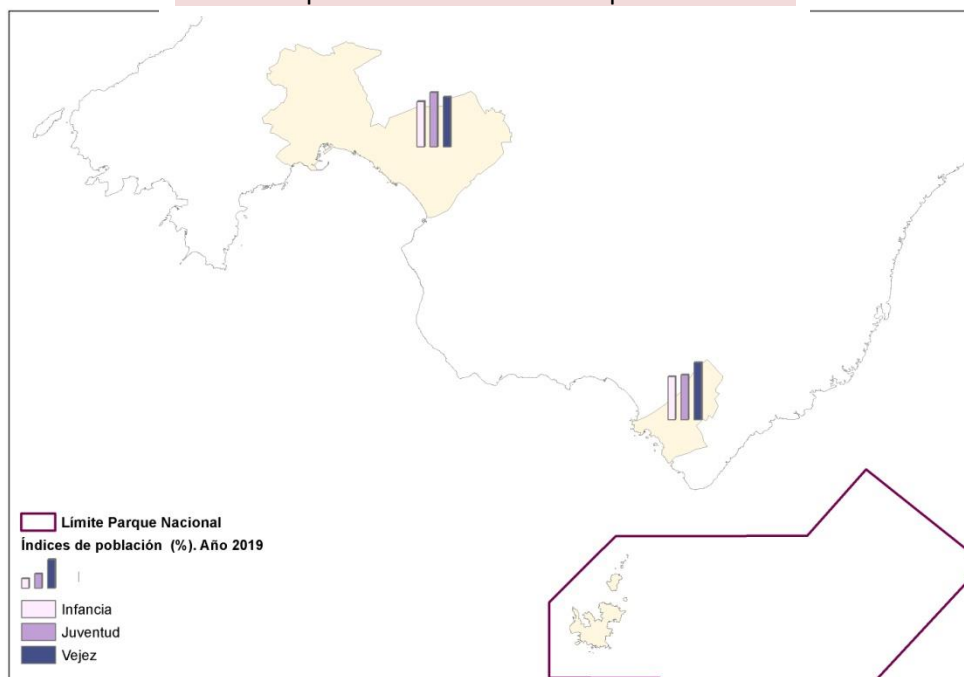 Límite Parque Nacional
Índices de población (%). Año 2019
Infancia
Juventud
Vejez